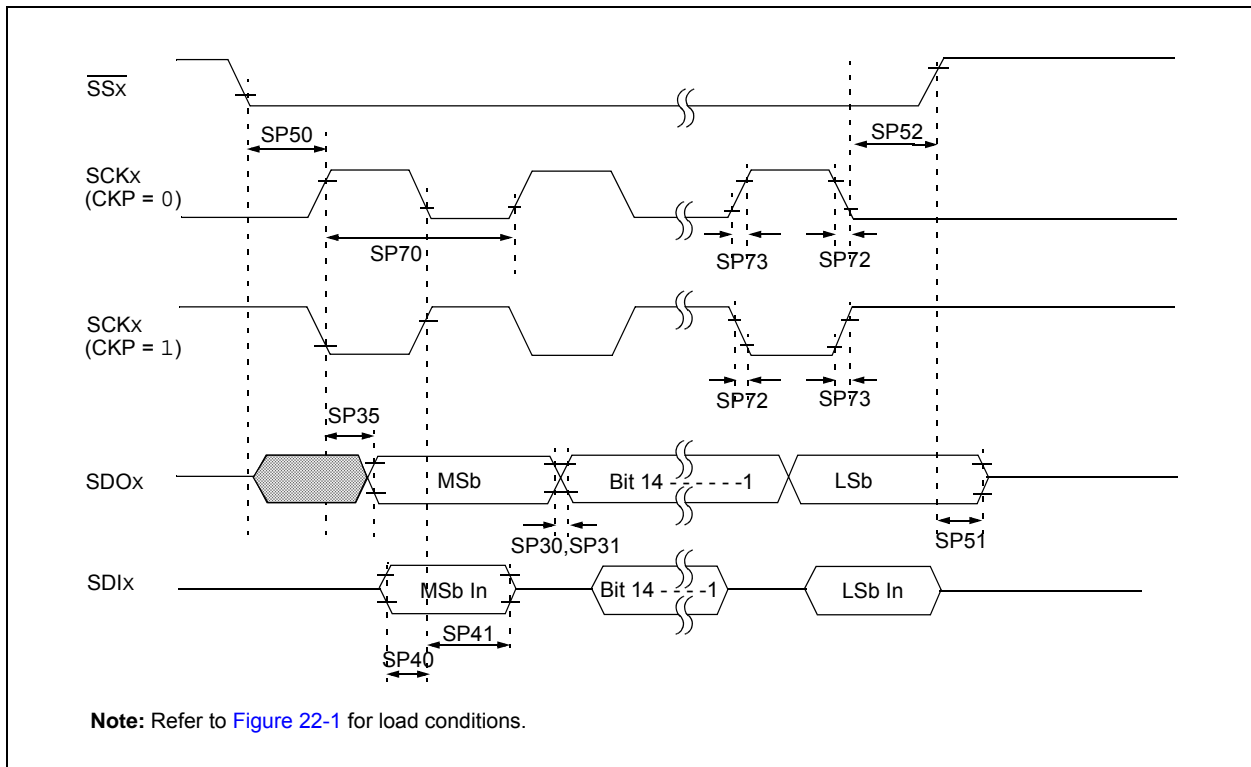 SSx
SP50
SP52
SCKx
(CKP = 0)
SP70
SP73
SP72
SCKx
(CKP = 1)
SP72
SP73
SP35
SDOx
MSb
Bit 14 - - - - - - -1
LSb
SP30,SP31
SP51
SDIx
MSb In
Bit 14 - - - - -1
LSb In
SP41
SP40
Note: Refer to Figure 22-1 for load conditions.